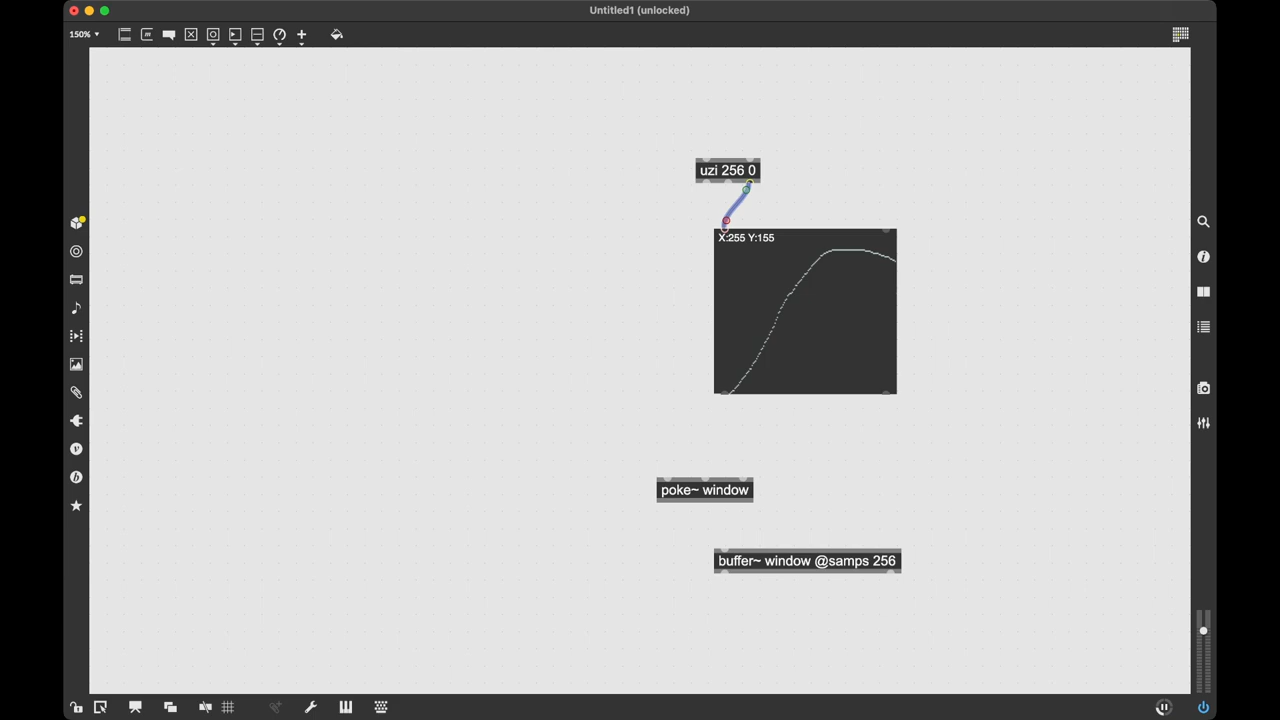 Untitled1 (unlocked)
150%
uzi 256 0
X:255 Y:155
poke~ window
buffer~ window @samps 256